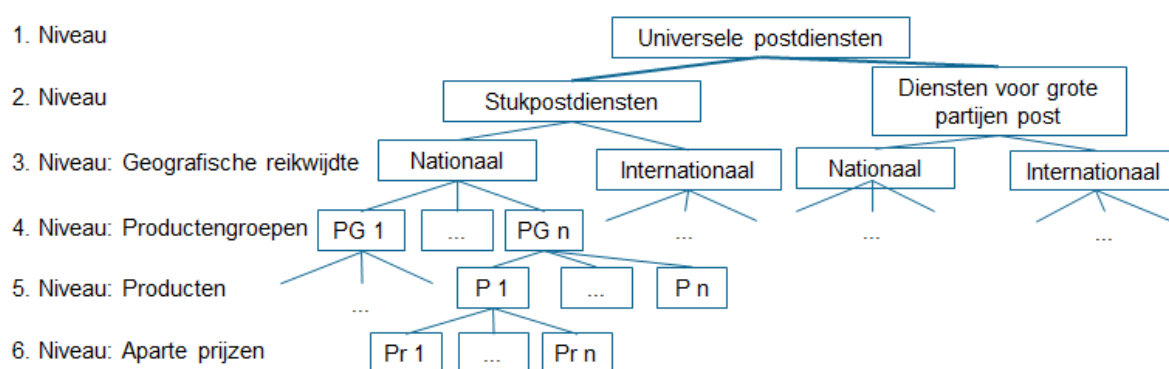 1. Niveau
Universele postdiensten
2. Niveau
Stukpostdiensten
Diensten voor grote
partijen post
3. Niveau: Geografische reikwijdte
Nationaal
Internationaal
Nationaal
Internationaal
4. Niveau: Productengroepen
PG 1
...
PG n
...
...
...
5. Niveau: Producten
...
P 1
...
P n
6. Niveau: Aparte prijzen
Pr 1
...
Pr n